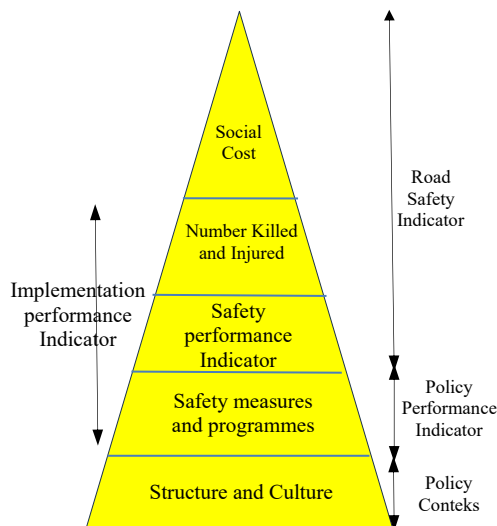 Social
Cost
Road
Safety
Indicator
Number Killed
and Injured
Implementation
performance
Indicator
Safety
performance
Indicator
Safety measures
and programmes
Policy
Performance
Indicator
Structure and Culture
Policy
Conteks